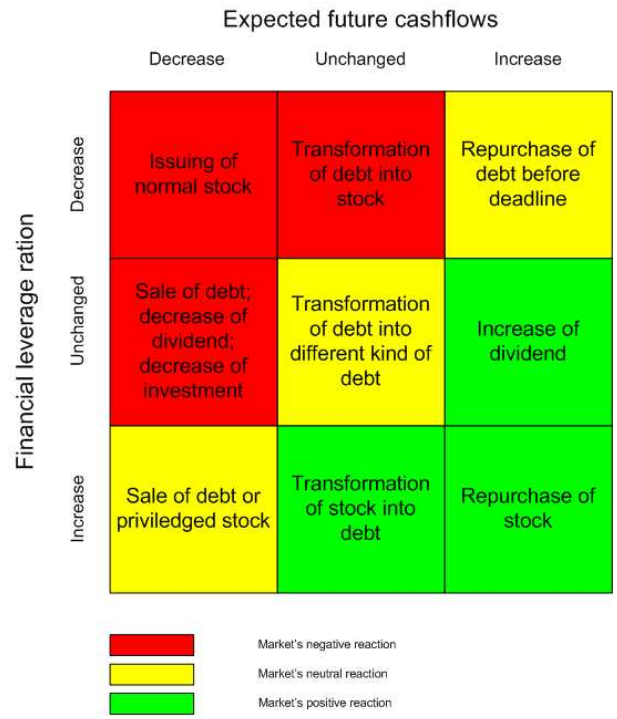 Expected future cashflows
Decrease
Unchanged
Increase
Financial leverage ration
Decrease
Issuing of
normal stock
Transformation
of debt into
stock
Repurchase of
debt before
deadline
Unchanged
Sale of debt;
decrease of
dividend;
decrease of
investment
Transformation
of debt into
different kind of
debt
Increase of
dividend
Increase
Sale of debt or
priviledged stock
Transformation
of stock into
debt
Repurchase of
stock
Market's negative reaction
Market's neutral reaction
Market's positive reaction